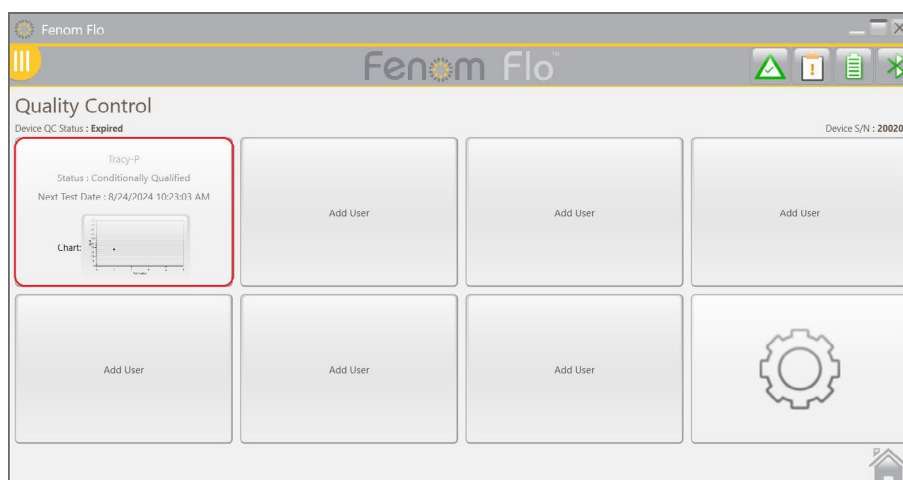 Fenom Flo
Fenom Flo™
Quality Control
Device QC Status : Expired
Device S/N : 20020
Tracy-P
Status : Conditionally Qualified
Next Test Date : 8/24/2024 10:23:03 AM
Chart:
Add User
Add User
Add User
Add User
Add User
Add User